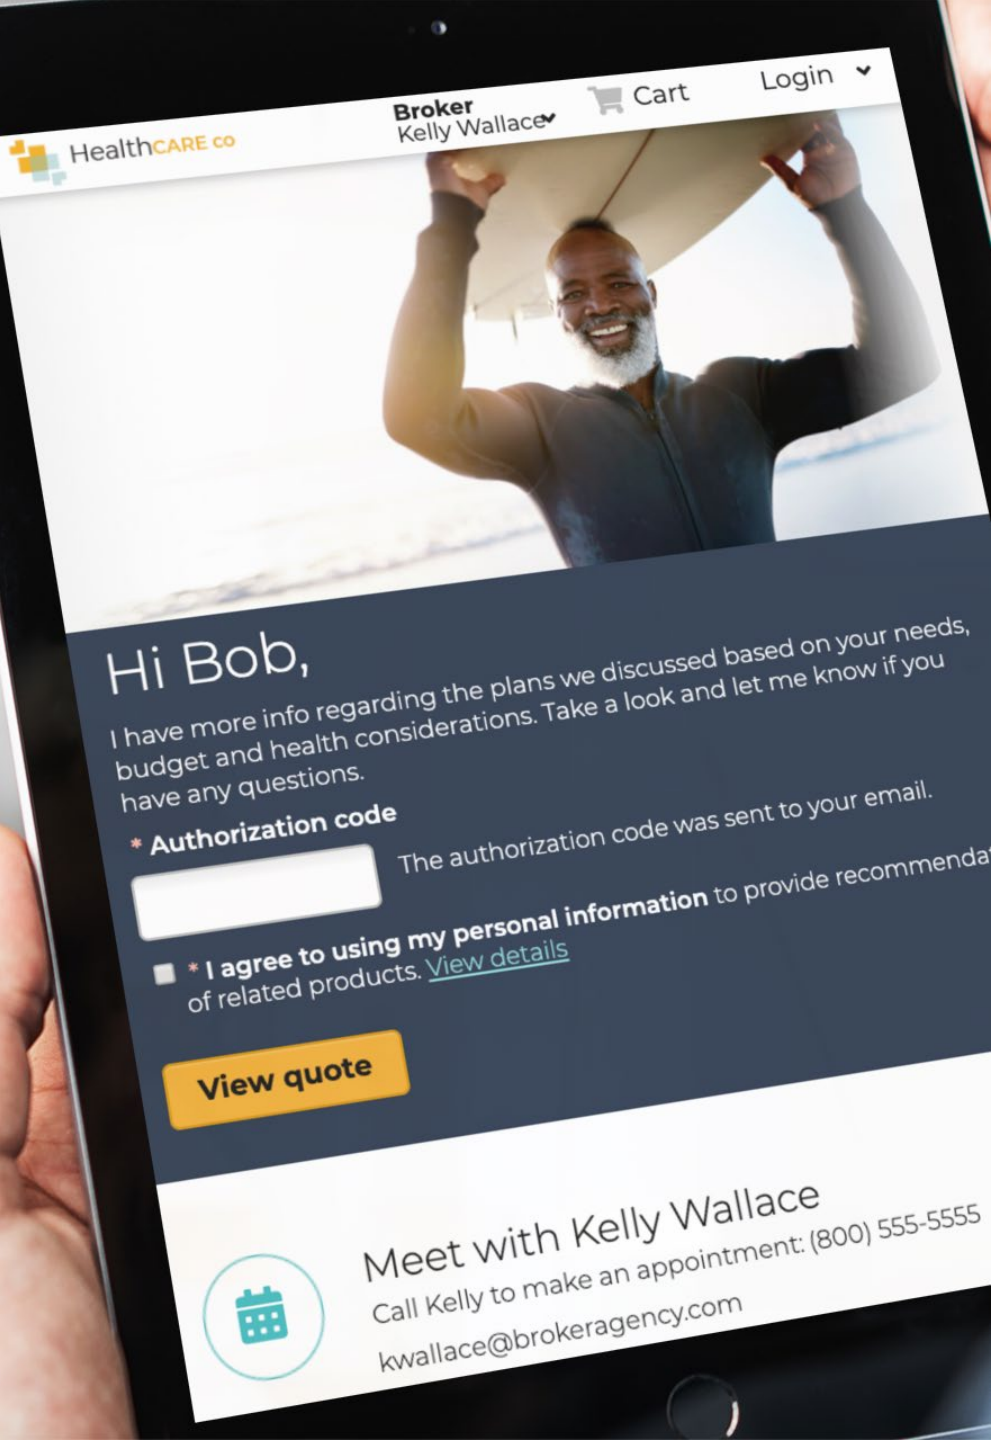 HealthCARE co
Broker
Kelly Wallace
Cart
Login
Hi Bob,
I have more info regarding the plans we discussed based on your needs,
budget and health considerations. Take a look and let me know if you
have any questions.
* Authorization code
The authorization code was sent to your email.
* I agree to using my personal information to provide
of related products. View details
View quote
Meet with Kelly Wallace
Call Kelly to make an appointment: (800) 555-5555
kwallace@brokeragency.com